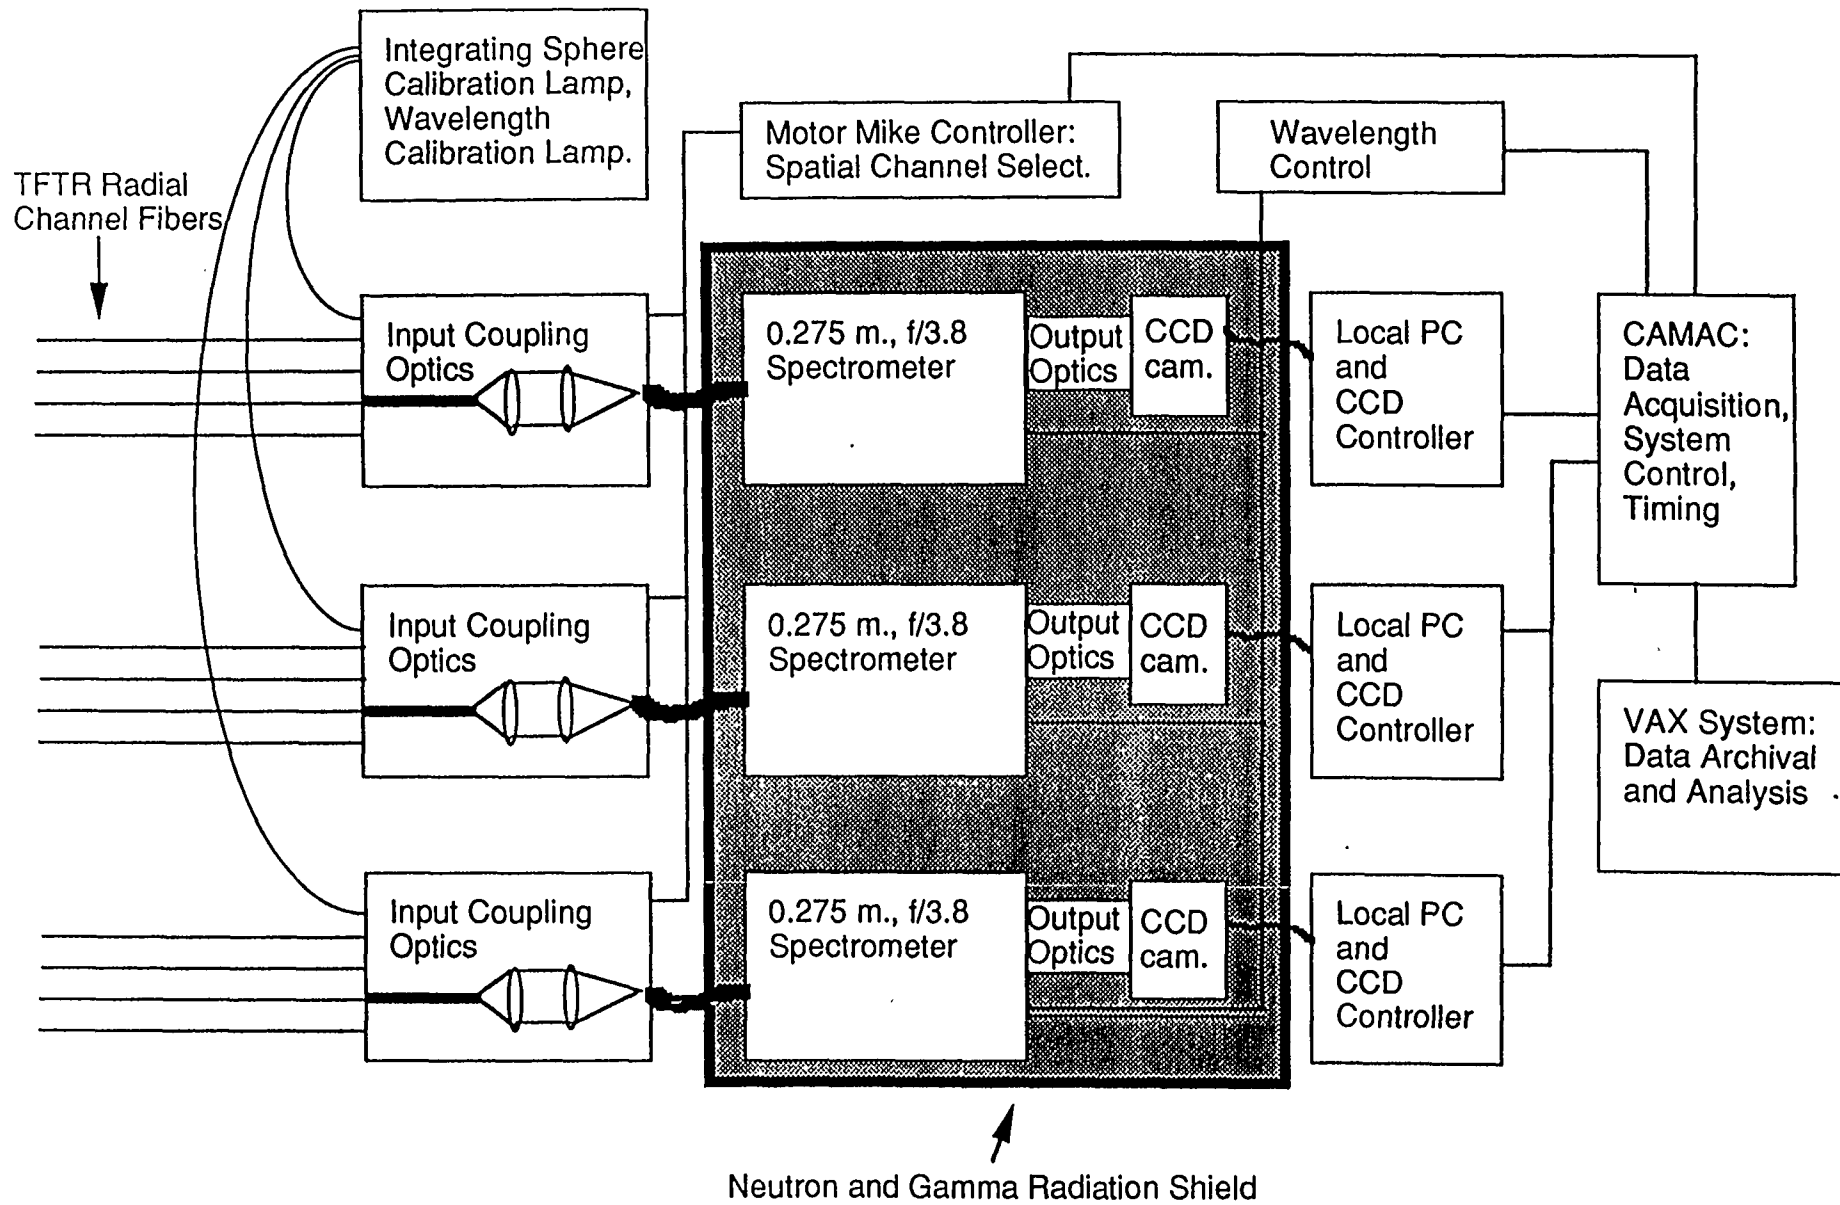 Integrating Sphere
Calibration Lamp,
Wavelength
Calibration Lamp.
Motor Mike Controller:
Spatial Channel Select.
Wavelength
Control
TFTR Radial
Channel Fibers
Input Coupling
Optics
0.275 m., f/3.8
Spectrometer
Output
Optics
CCD
cam.
Local PC
and
CCD
Controller
CAMAC:
Data
Acquisition,
System
Control,
Timing
Input Coupling
Optics
0.275 m., f/3.8
Spectrometer
Output
Optics
CCD
cam.
Local PC
and
CCD
Controller
VAX System:
Data Archival
and Analysis
Input Coupling
Optics
0.275 m., f/3.8
Spectrometer
Output
Optics
CCD
cam.
Local PC
and
CCD
Controller
Neutron and Gamma Radiation Shield